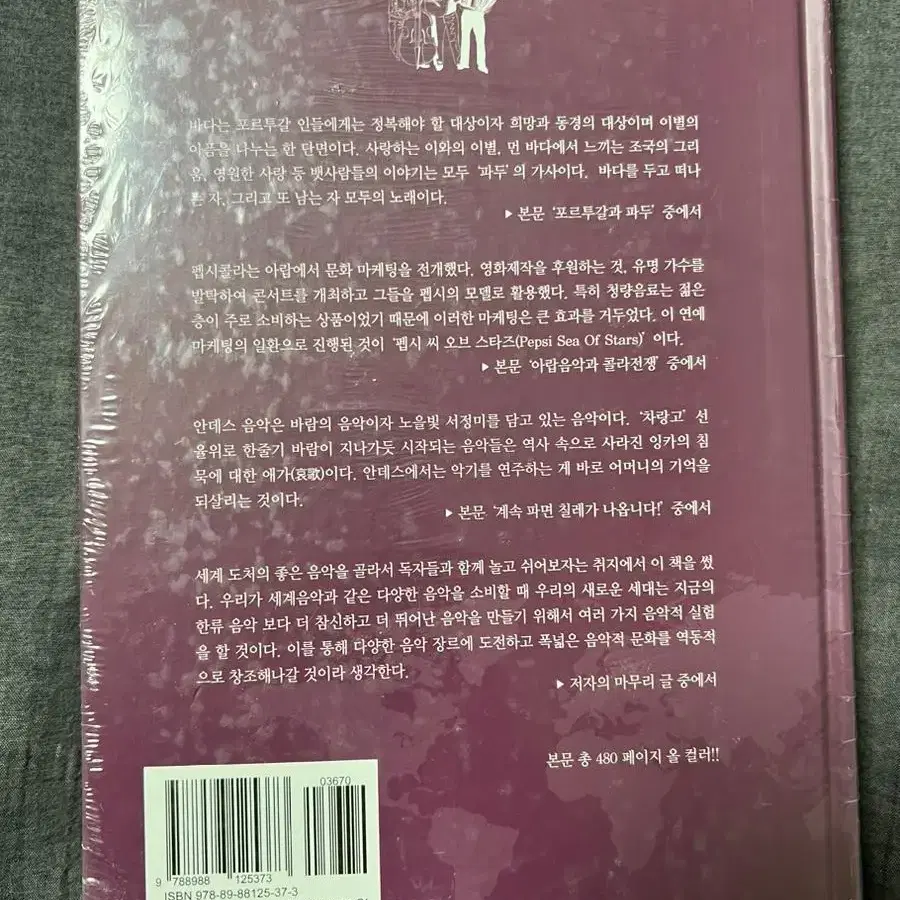 바다는 포르투갈 인들에게는 정복해야 할 대상이자 희망과 동경의 대상이며 이별의
아픔을 나누는 한 단면이다. 사랑하는 이와의 이별, 먼 바다에서 느끼는 조국의 그리
움, 영원한 사랑 등 뱃사람들의 이야기는 모두 '파두'의 가사이다. 바다를 두고 떠나
는 자, 그리고 또 남는 자 모두의 노래이다.
▶ 본문 '포르투갈과 파두' 중에서
펩시콜라는 아랍에서 문화 마케팅을 전개했다. 영화제작을 후원하는 것, 유명 가수를
발탁하여 콘서트를 개최하고 그들을 펩시의 모델로 활용했다. 특히 청량음료는 젊은
층이 주로 소비하는 상품이었기 때문에 이러한 마케팅은 큰 효과를 거두었다. 이 연예
마케팅의 일환으로 진행된 것이 '펩시 씨 오브 스타즈(Pepsi Sea Of Stars)' 이다.
▶ 본문 '아랍음악과 콜라전쟁' 중에서
안데스 음악은 바람의 음악이자 노을빛 서정미를 담고 있는 음악이다. '차랑고' 선
율위로 한줄기 바람이 지나가듯 시작되는 음악들은 역사 속으로 사라진 잉카의 침
묵에 대한 애가(哀歌)이다. 안데스에서는 악기를 연주하는 게 바로 어머니의 기억을
되살리는 것이다.
▶ 본문 '계속 파면 칠레가 나옵니다!' 중에서
세계 도처의 좋은 음악을 골라서 독자들과 함께 놀고 쉬어보자는 취지에서 이 책을 썼
다. 우리가 세계음악과 같은 다양한 음악을 소비할 때 우리의 새로운 세대는 지금의
한류 음악 보다 더 참신하고 더 뛰어난 음악을 만들기 위해서 여러 가지 음악적 실험
을 할 것이다. 이를 통해 다양한 음악 장르에 도전하고 폭넓은 음악적 문화를 역동적
으로 창조해나갈 것이라 생각한다.
▶ 저자의 마무리 글 중에서
본문 총 480 페이지 올 컬러!!
03670
9 788988 125373
ISBN 978-89-88125-37-3